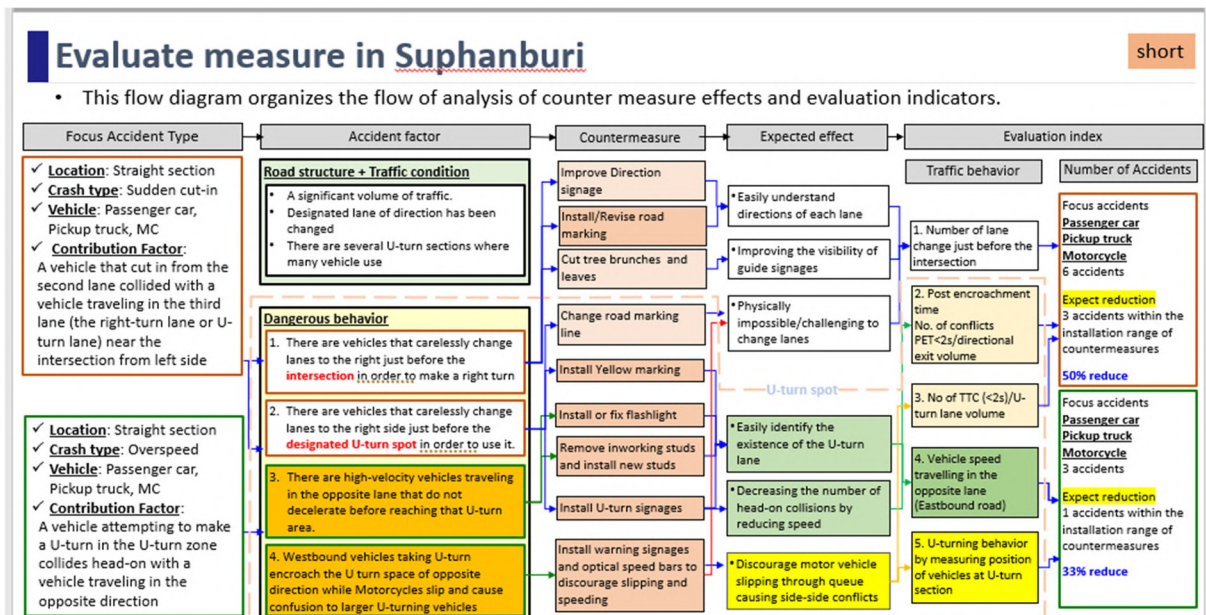 Evaluate measure in Suphanburi
short
• This flow diagram organizes the flow of analysis of counter measure effects and evaluation indicators.
Focus Accident Type
Accident factor
Countermeasure
Expected effect
Evaluation index
✓ Location: Straight section
✓ Crash type: Sudden cut-in
✓ Vehicle: Passenger car,
Pickup truck, MC
✓ Contribution Factor:
A vehicle that cut in from the
second lane collided with a
vehicle traveling in the third
lane (the right-turn lane or U-
turn lane) near the
intersection from left side
✓ Location: Straight section
✓ Crash type: Overspeed
✓ Vehicle: Passenger car,
Pickup truck, MC
✓ Contribution Factor:
A vehicle attempting to make
a U-turn in the U-turn zone
collides head-on with a
vehicle traveling in the
opposite direction
Road structure + Traffic condition
• A significant volume of traffic.
• Designated lane of direction has been
changed
• There are several U-turn sections where
many vehicle use
Dangerous behavior
1. There are vehicles that carelessly change
lanes to the right just before the
intersection in order to make a right turn
2. There are vehicles that carelessly change
lanes to the right side just before the
designated U-turn spot in order to use it.
3. There are high-velocity vehicles traveling
in the opposite lane that do not
decelerate before reaching that U-turn
area.
4. Westbound vehicles taking U-turn
encroach the U turn space of opposite
direction while Motorcycles slip and cause
confusion to larger U-turning vehicles
Improve Direction
signage
Install/Revise road
marking
Cut tree brunches and
leaves
Change road marking
line
Install Yellow marking
Install or fix flashlight
Remove inworking studs
and install new studs
Install U-turn signages
Install warning signages
and optical speed bars to
discourage slipping and
speeding
• Easily understand
directions of each lane
• Improving the visibility of
guide signages
• Physically
impossible/challenging to
change lanes
U-turn spot
• Easily identify the
existence of the U-turn
lane
• Decreasing the number of
head-on collisions by
reducing speed
• Discourage motor vehicle
slipping through queue
causing side-side conflicts
Traffic behavior
1. Number of lane
change just before the
intersection
2. Post encroachment
time
No. of conflicts
PET<2s/directional
exit volume
3. No of TTC (<2s)/U-
turn lane volume
4. Vehicle speed
travelling in the
opposite lane
(Eastbound road)
5. U-turning behavior
by measuring position
of vehicles at U-turn
section
Number of Accidents
Focus accidents
Passenger car
Pickup truck
Motorcycle
6 accidents
Expect reduction
3 accidents within the
installation range of
countermeasures
50% reduce
Focus accidents
Passenger car
Pickup truck
Motorcycle
3 accidents
Expect reduction
1 accidents within the
installation range of
countermeasures
33% reduce